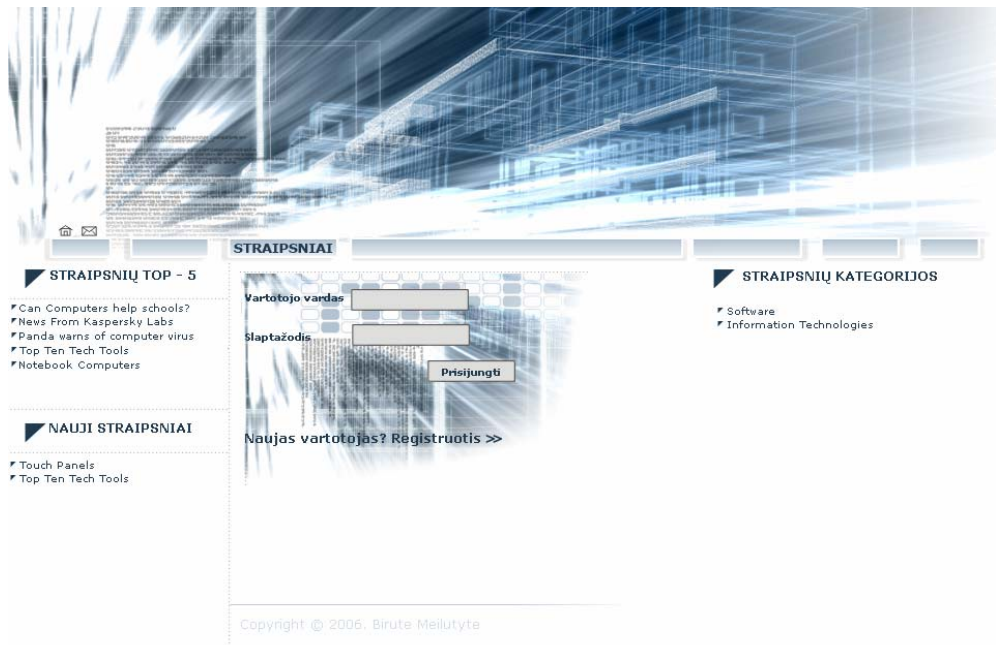 STRAIPSNIAI
STRAIPSNIŲ TOP - 5
Can Computers help schools?
News From Kaspersky Labs
Panda warns of computer virus
Top Ten Tech Tools
Notebook Computers
NAUJI STRAIPSNIAI
Touch Panels
Top Ten Tech Tools
Vartotojo vardas
Slaptažodis
Prisijungti
Naujas vartotojas? Registruotis >>
STRAIPSNIŲ KATEGORIJOS
Software
Information Technologies
Copyright © 2006. Birute Meilutyte